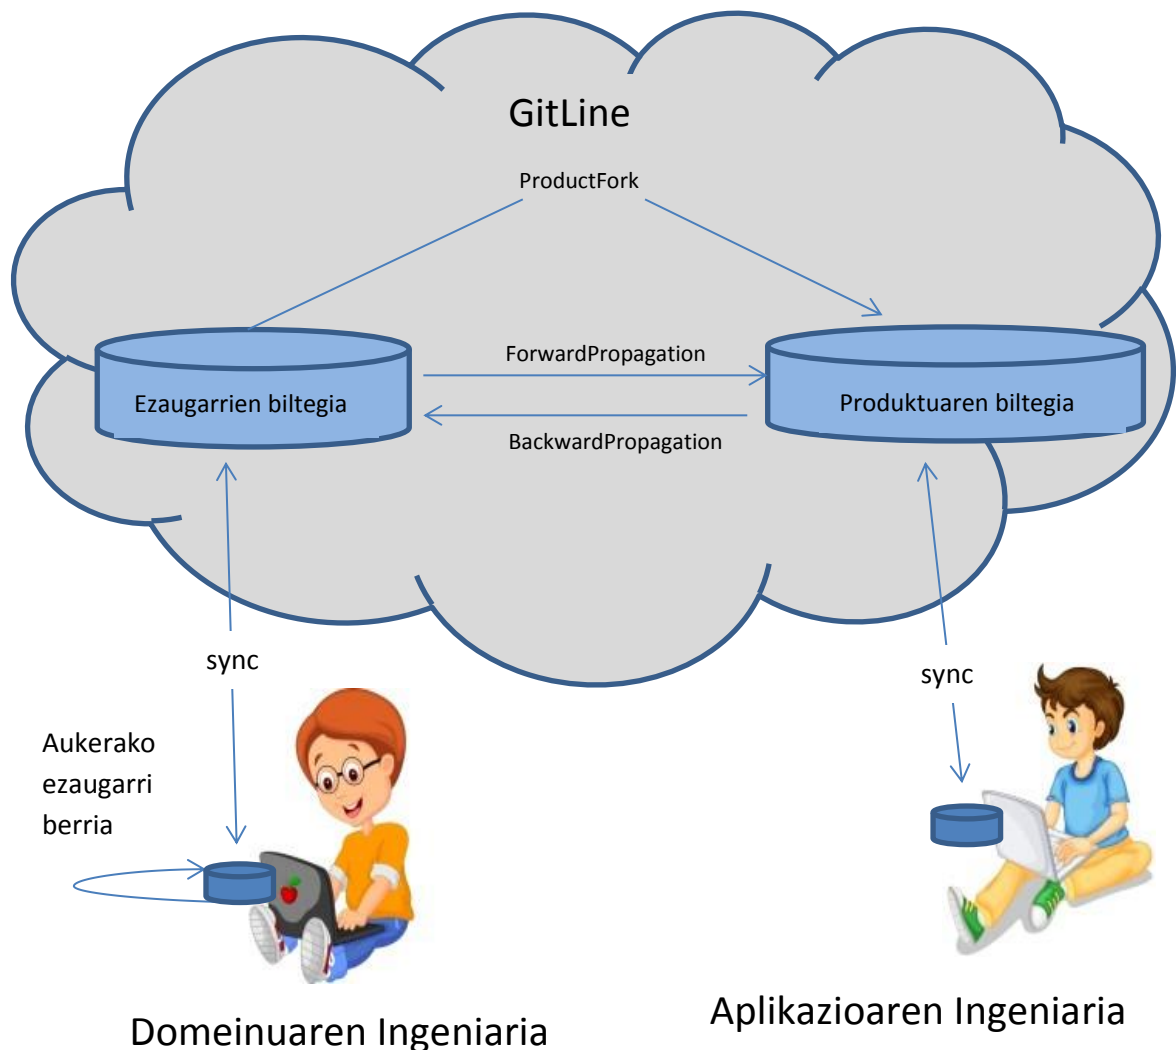 GitLine
ProductFork
ForwardPropagation
Ezaugarrien biltegia
Produktuaren biltegia
BackwardPropagation
sync
sync
Aukerako
ezaugarri
berria
Domeinuaren Ingeniaria
Aplikazioaren Ingeniaria